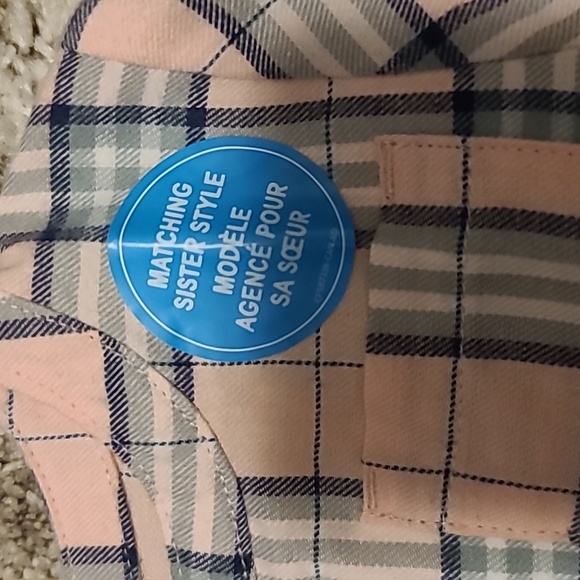 MATCHING
SISTER STYLE
MODÈLE
AGENCÉ POUR
SA SŒUR